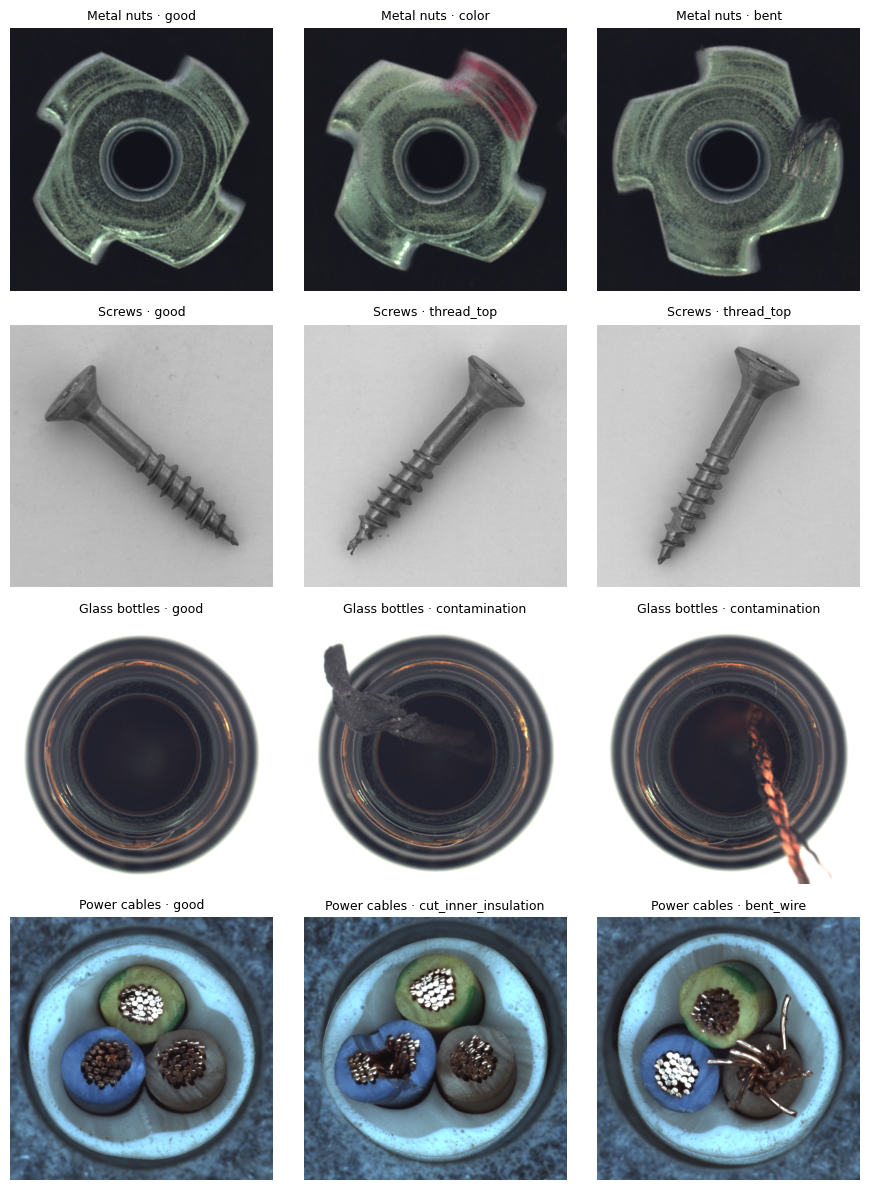 Metal nuts · good
Metal nuts · color
Metal nuts · bent
Screws · good
Screws · thread_top
Screws · thread_top
Glass bottles · good
Glass bottles · contamination
Glass bottles · contamination
Power cables · good
Power cables · cut_inner_insulation
Power cables · bent_wire